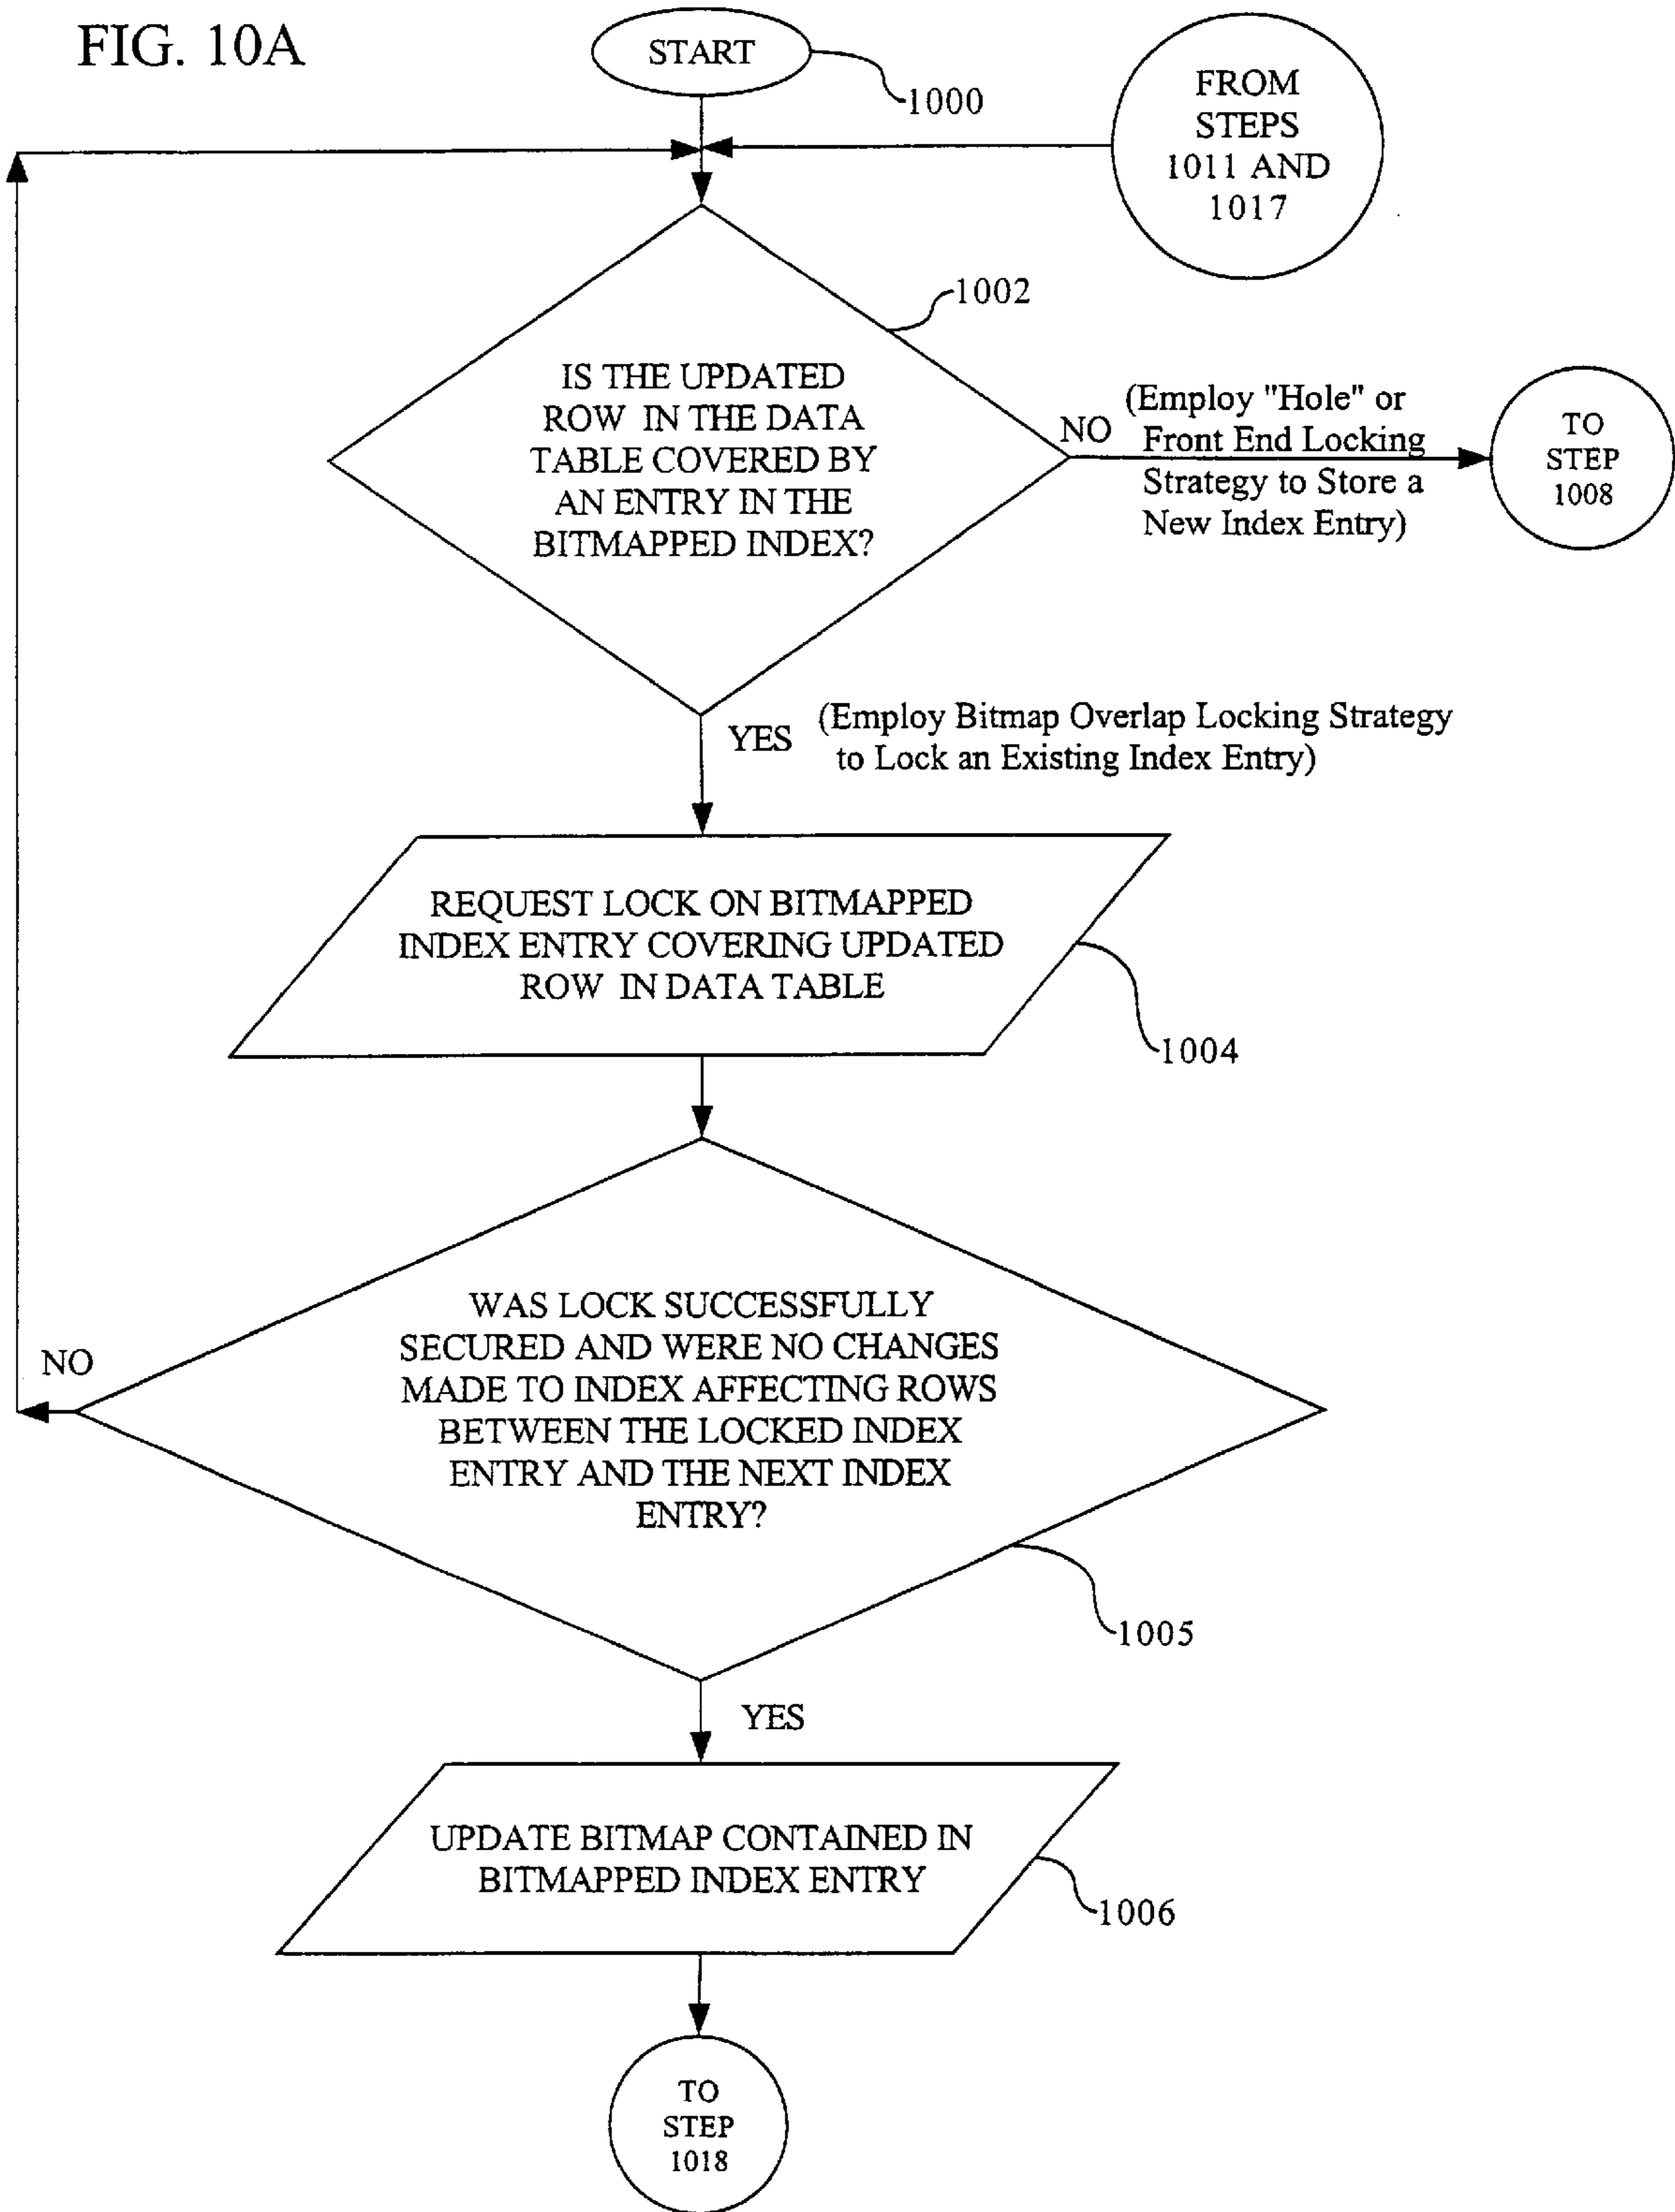 FIG. 10A
START
1000
FROM
STEPS
1011 AND
1017
1002
IS THE UPDATED
ROW IN THE DATA
TABLE COVERED BY
AN ENTRY IN THE
BITMAPPED INDEX?
NO
(Employ "Hole" or
Front End Locking
Strategy to Store a
New Index Entry)
TO
STEP
1008
YES
(Employ Bitmap Overlap Locking Strategy
to Lock an Existing Index Entry)
REQUEST LOCK ON BITMAPPED
INDEX ENTRY COVERING UPDATED
ROW IN DATA TABLE
1004
WAS LOCK SUCCESSFULLY
SECURED AND WERE NO CHANGES
MADE TO INDEX AFFECTING ROWS
BETWEEN THE LOCKED INDEX
ENTRY AND THE NEXT INDEX
ENTRY?
NO
1005
YES
UPDATE BITMAP CONTAINED IN
BITMAPPED INDEX ENTRY
1006
TO
STEP
1018